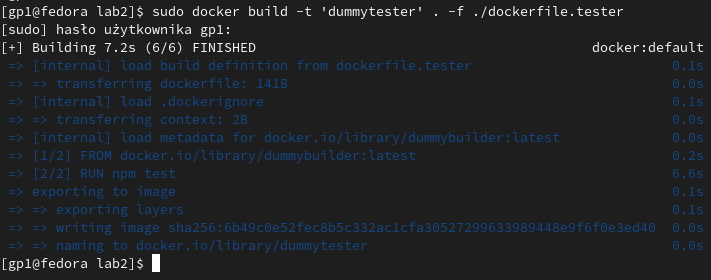 [gp1@fedora lab2]$ sudo docker build -t 'dummytester' . -f ./dockerfile.tester
[sudo] hasło użytkownika gp1:
[+] Building 7.2s (6/6) FINISHED docker:default
=> [internal] load build definition from dockerfile.tester 0.1s
=> => transferring dockerfile: 141B 0.0s
=> [internal] load .dockerignore 0.1s
=> => transferring context: 2B 0.0s
=> [internal] load metadata for docker.io/library/dummybuilder:latest 0.0s
=> [1/2] FROM docker.io/library/dummybuilder:latest 0.2s
=> [2/2] RUN npm test 6.6s
=> exporting to image 0.1s
=> => exporting layers 0.1s
=> => writing image sha256:6b49c0e52fec8b5c332ac1cfa30527299633989448e9f6f0e3ed40 0.0s
=> => naming to docker.io/library/dummytester 0.0s
[gp1@fedora lab2]$